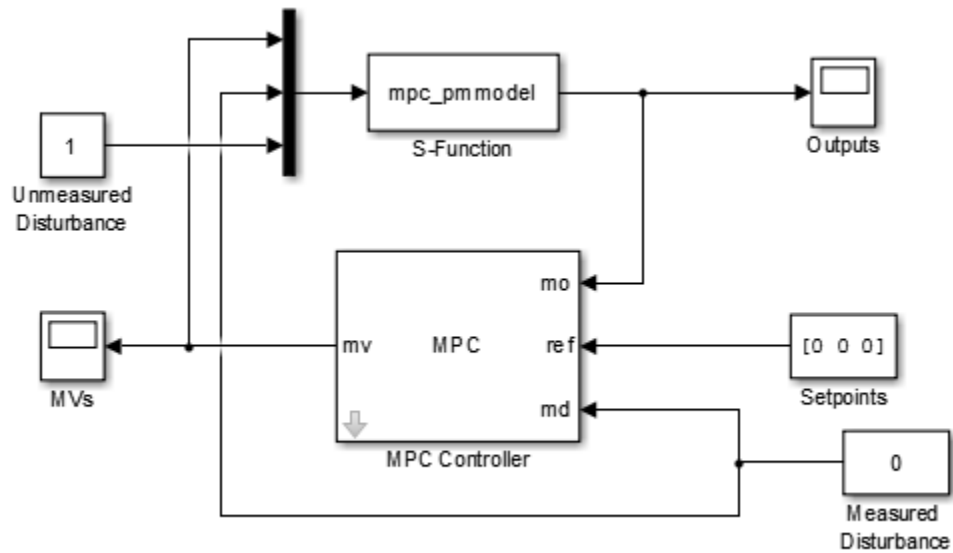 mpc_pmmodel
S-Function
Outputs
1
Unmeasured
Disturbance
mo
mv
MPC
ref
md
MPC Controller
MVs
[0 0 0]
Setpoints
0
Measured
Disturbance